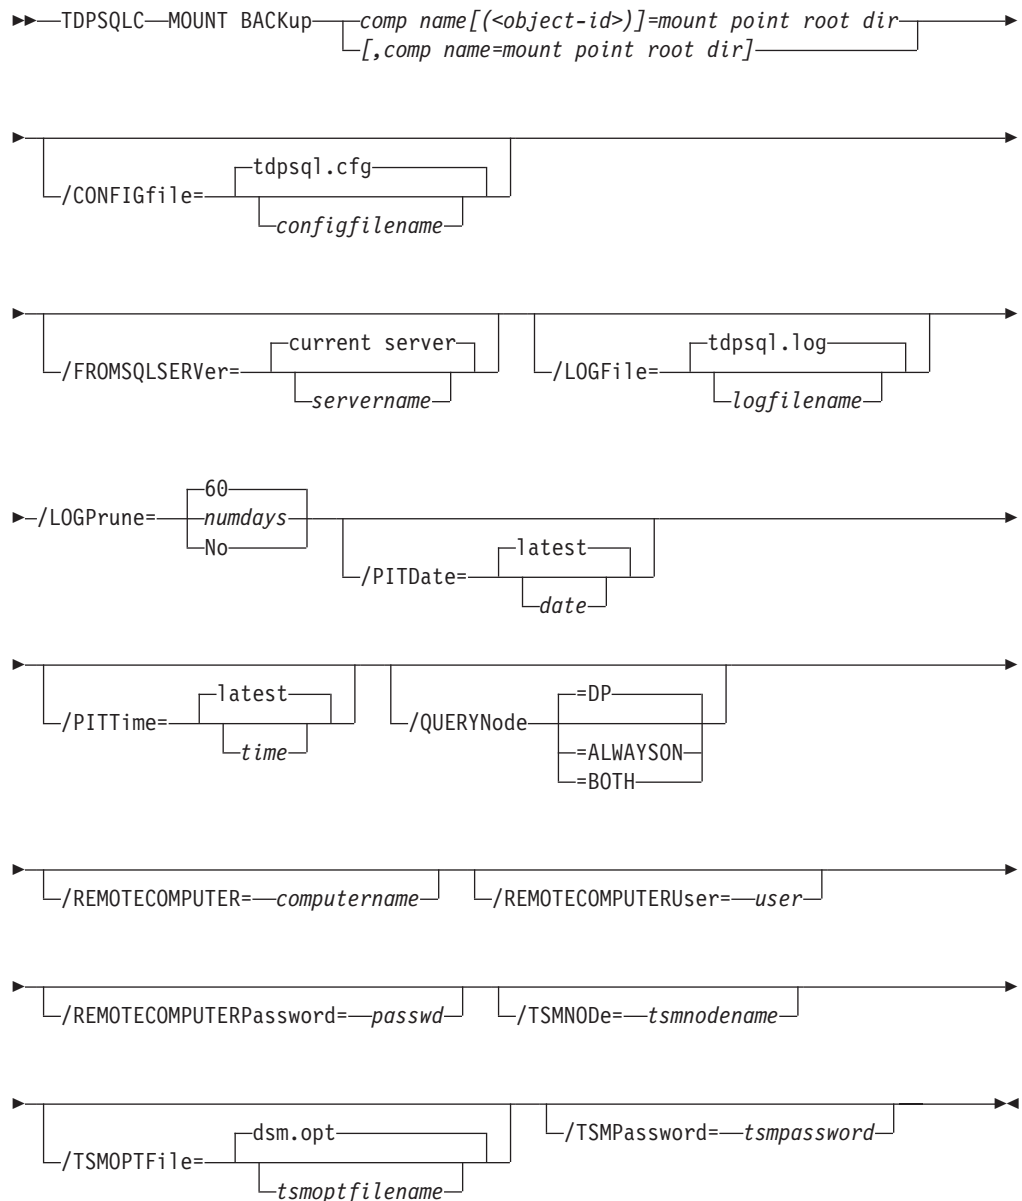 TDPSQLC MOUNT BACKup comp name[(<object-id>)]=mount point root dir
[,comp name=mount point root dir]
tdpsql.cfg
/CONFIGfile=
configfilename
current server tdpsql.log
/FROMSQLSERVer= /LOGFile=
servername logfilename
60
/LOGPrune= numdays
No latest
/PITDate=
date
latest =DP
/PITTime= /QUERYNode
time =ALWAYSON
=BOTH
/REMOTECOMPUTER= computername /REMOTECOMPUTERUser= user
/REMOTECOMPUTERPassword= passwd /TSMNODe= tsmnodename
dsm.opt /TSMPassword= tsmpassword
/TSMOPTFile=
tsmoptfilename